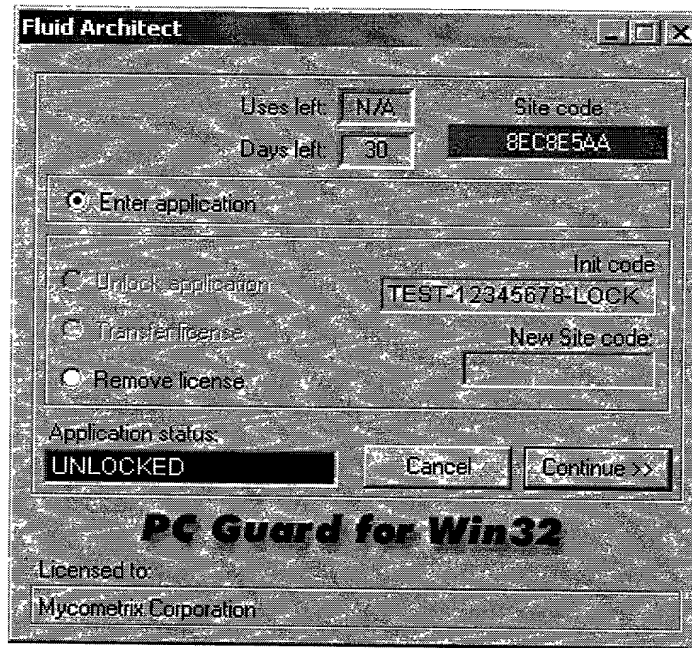 Fluid Architect
Uses left: N/A
Site code
Days left: 30
8EC8E5AA
Enter application
Init code
Unlock application
TEST-12345678-LOCK
Transfer license
New Site code:
Remove license
Application status:
UNLOCKED
Cancel
Continue >>
PC Guard for Win32
Licensed to:
Mycometrix Corporation